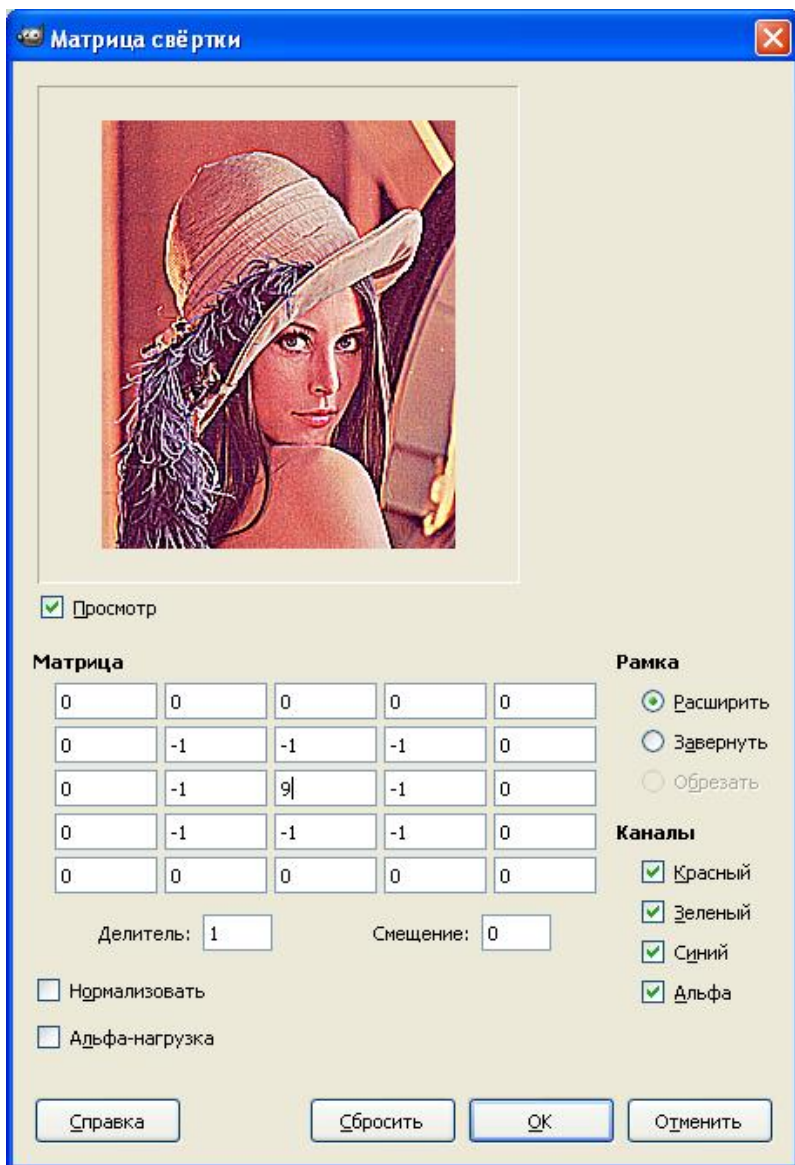 Матрица свёртки
Просмотр
Матрица
0 0 0 0 0
0 -1 -1 -1 0
0 -1 9 -1 0
0 -1 -1 -1 0
0 0 0 0 0
Делитель: 1 Смещение: 0
Нормализовать
Альфа-нагрузка
Рамка
Расширить
Завернуть
Обрезать
Каналы
Красный
Зеленый
Синий
Альфа
Справка Сбросить OK Отменить